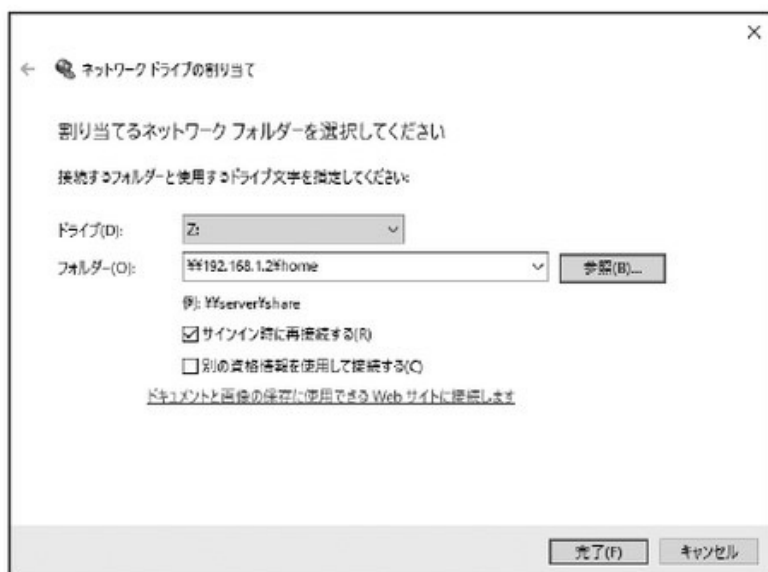 ネットワーク ドライブの割り当て
割り当てるネットワーク フォルダーを選択してください
接続するフォルダーと使用するドライブ文字を指定してください:
ドライブ(D): Z:
フォルダー(O): ¥¥192.168.1.2¥home 参照(B)...
例: ¥¥server¥share
サインイン時に再接続する(R)
別の資格情報を使用して接続する(C)
ドキュメントと画像の保存に使用できる Web サイトに接続します
完了(F) キャンセル